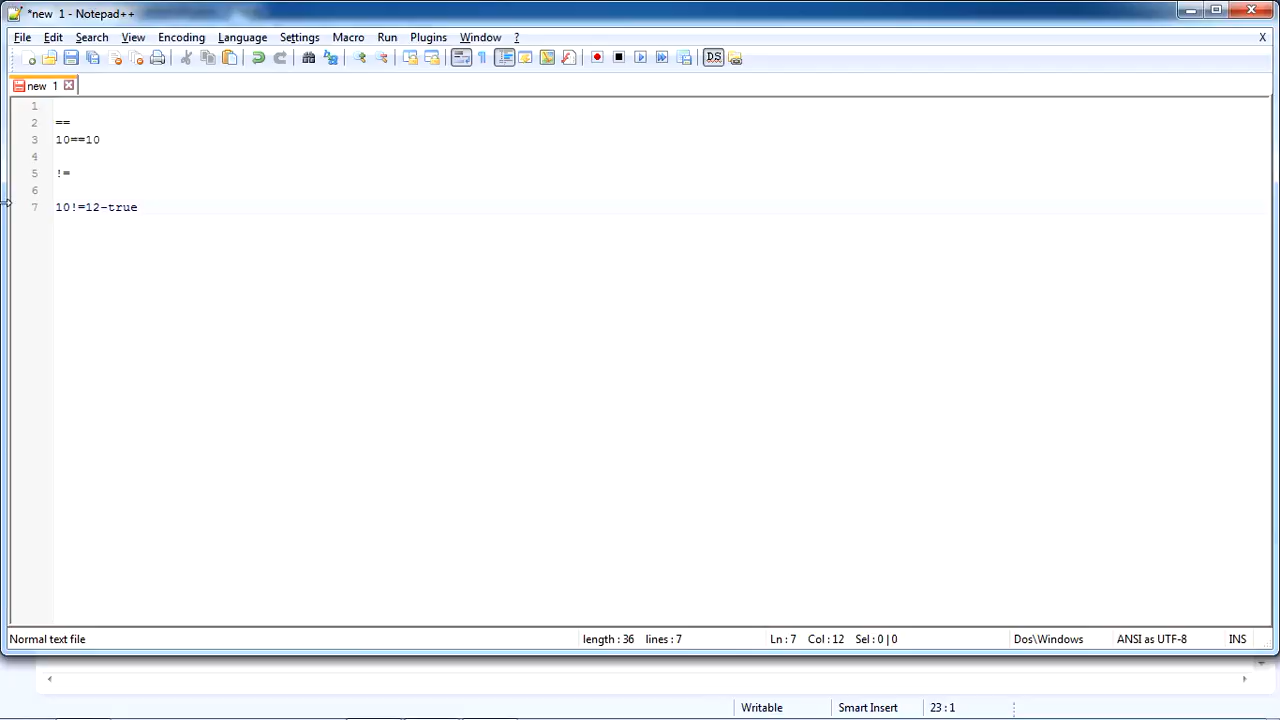 *new 1 - Notepad++
File Edit Search View Encoding Language Settings Macro Run Plugins Window ? X
new 1
1
2 ==
3 10==10
4
5 !=
6
7 10!=12-true
Normal text file length : 36 lines : 7 Ln : 7 Col : 12 Sel : 0 | 0 Dos\Windows ANSI as UTF-8 INS
Writable Smart Insert 23 : 1